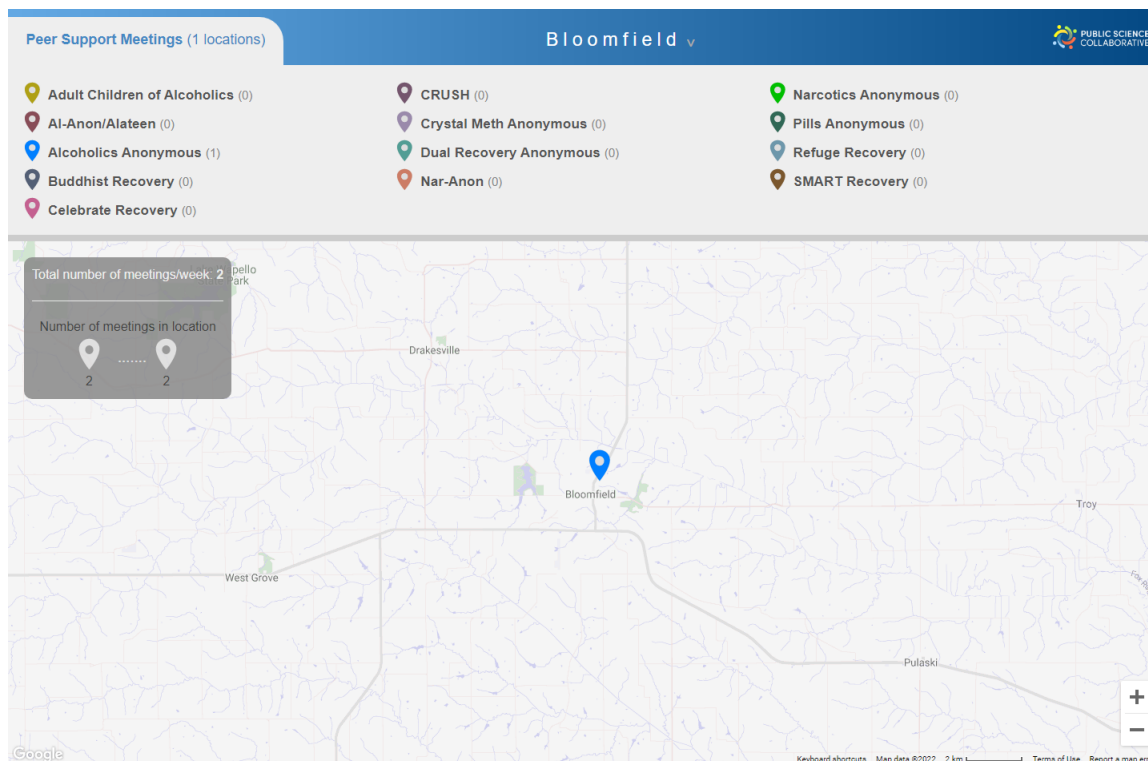 Peer Support Meetings (1 locations)
Bloomfield v
PUBLIC SCIENCE
COLLABORATIVE
Adult Children of Alcoholics (0)
Al-Anon/Alateen (0)
Alcoholics Anonymous (1)
Buddhist Recovery (0)
Celebrate Recovery (0)
CRUSH (0)
Crystal Meth Anonymous (0)
Dual Recovery Anonymous (0)
Nar-Anon (0)
Narcotics Anonymous (0)
Pills Anonymous (0)
Refuge Recovery (0)
SMART Recovery (0)
Total number of meetings/week: 2
Number of meetings in location
....... 
2 2
Park
Drakesville
Bloomfield
Troy
West Grove
Pulaski
+
−
Google
Keyboard shortcuts Map data ©2022 2 km Terms of Use Report a map